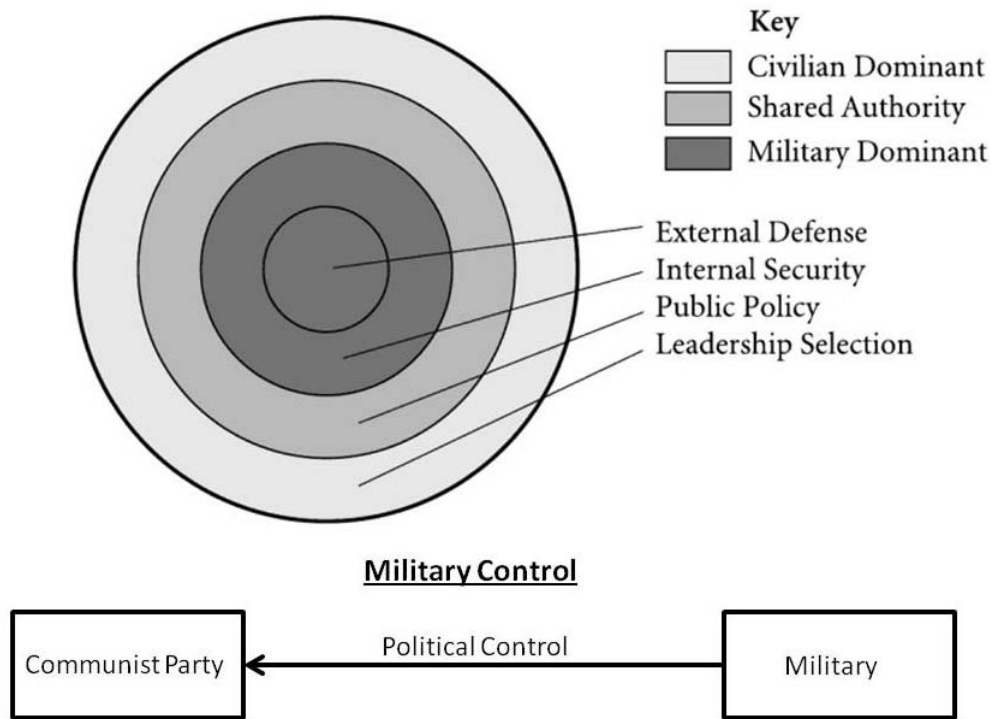 Key
Civilian Dominant
Shared Authority
Military Dominant
External Defense
Internal Security
Public Policy
Leadership Selection
Military Control
Communist Party
Political Control
Military